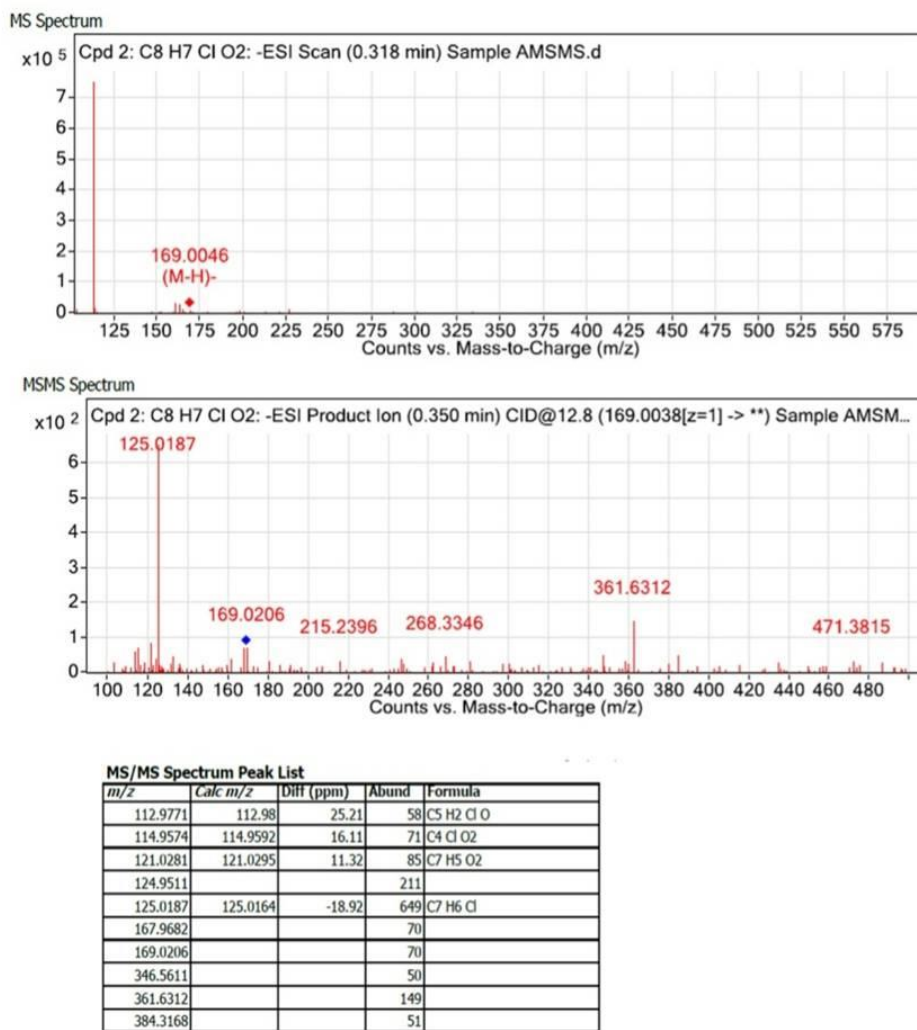 MS Spectrum
x10 5
Cpd 2: C8 H7 Cl O2: -ESI Scan (0.318 min) Sample AMSMS.d
7
6
5
4
3
2
1
0
169.0046
(M-H)-
125 150 175 200 225 250 275 300 325 350 375 400 425 450 475 500 525 550 575
Counts vs. Mass-to-Charge (m/z)
MSMS Spectrum
x10 2
Cpd 2: C8 H7 Cl O2: -ESI Product Ion (0.350 min) CID@12.8 (169.0038[z=1] -> **) Sample AMSM...
6
5
4
3
2
1
0
125.0187
169.0206
215.2396
268.3346
361.6312
471.3815
100 120 140 160 180 200 220 240 260 280 300 320 340 360 380 400 420 440 460 480
Counts vs. Mass-to-Charge (m/z)
MS/MS Spectrum Peak List
m/z Calc m/z Diff (ppm) Abund Formula
112.9771 112.98 25.21 58 C5 H2 Cl O
114.9574 114.9592 16.11 71 C4 Cl O2
121.0281 121.0295 11.32 85 C7 H5 O2
124.9511 211
125.0187 125.0164 -18.92 649 C7 H6 Cl
167.9682 70
169.0206 70
346.5611 50
361.6312 149
384.3168 51